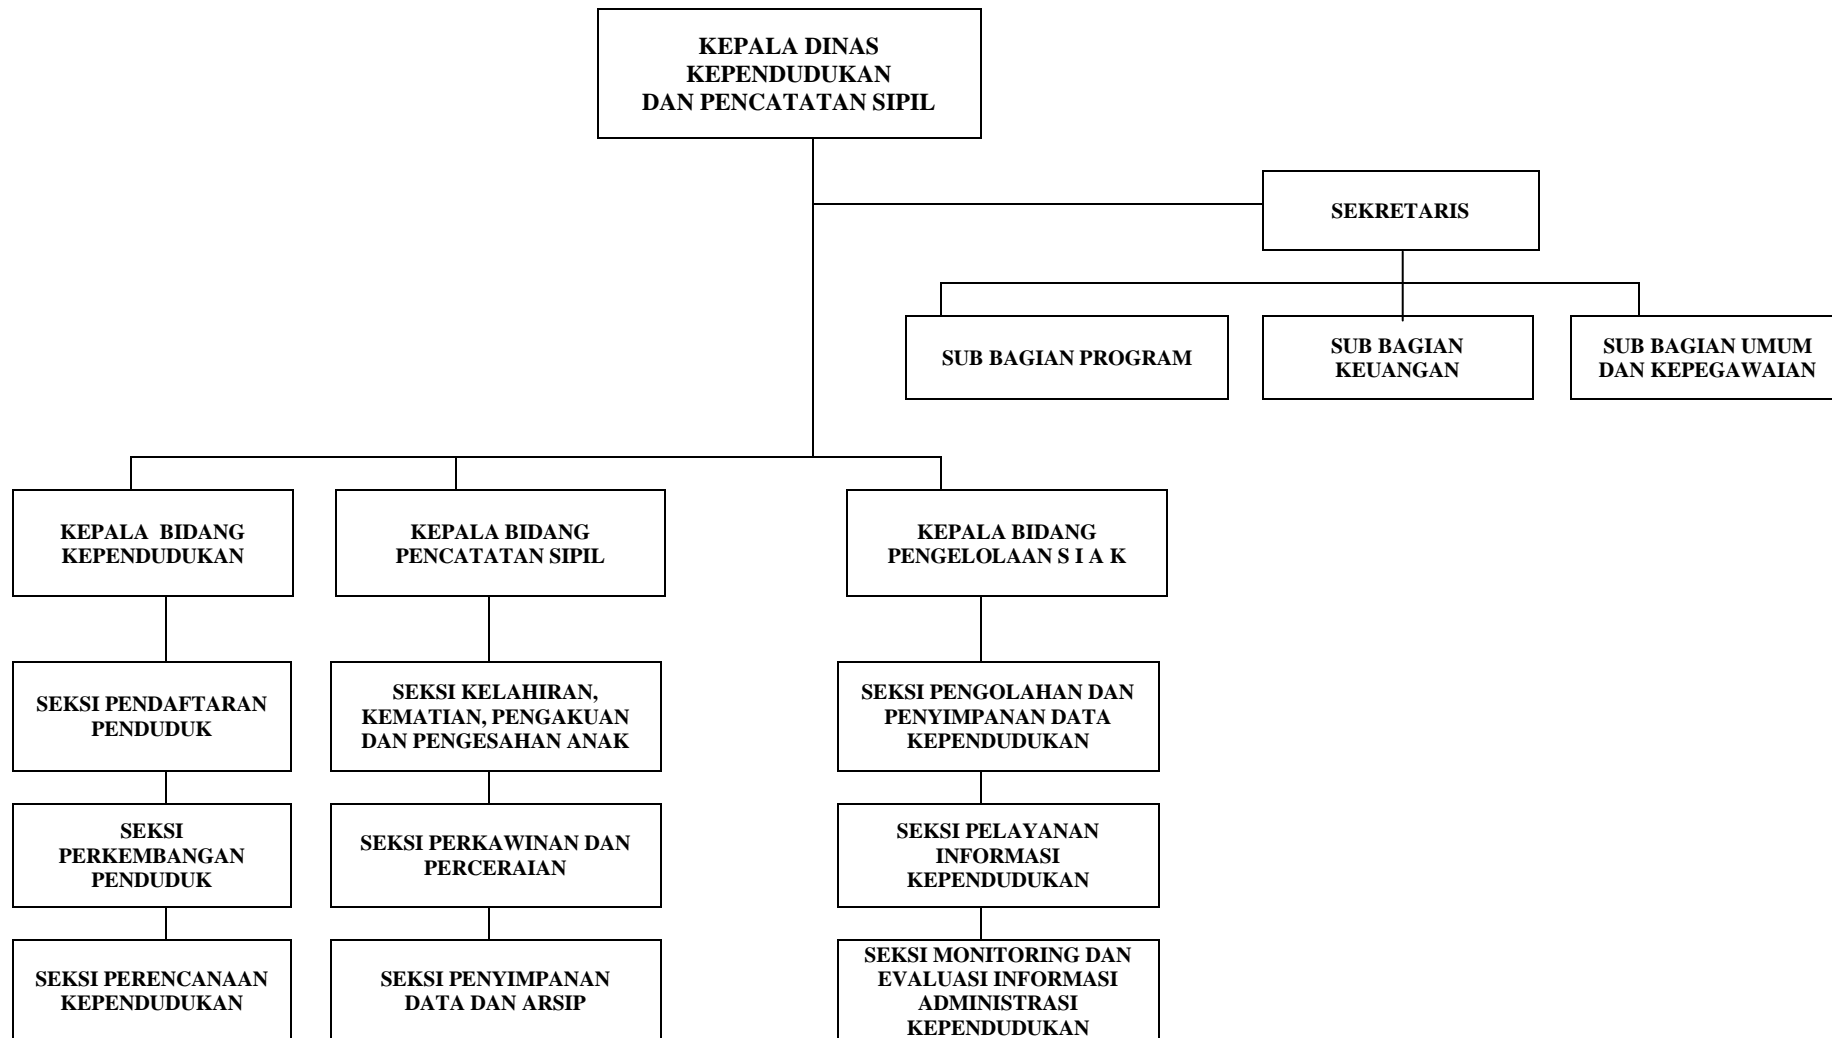 KEPALA DINAS
KEPENDUDUKAN
DAN PENCATATAN SIPIL
SEKRETARIS
SUB BAGIAN PROGRAM
SUB BAGIAN
KEUANGAN
SUB BAGIAN UMUM
DAN KEPEGAWAIAN
KEPALA BIDANG
KEPENDUDUKAN
KEPALA BIDANG
PENCATATAN SIPIL
KEPALA BIDANG
PENGELOLAAN S I A K
SEKSI PENDAFTARAN
PENDUDUK
SEKSI KELAHIRAN,
KEMATIAN, PENGAKUAN
DAN PENGESAHAN ANAK
SEKSI PENGOLAHAN DAN
PENYIMPANAN DATA
KEPENDUDUKAN
SEKSI
PERKEMBANGAN
PENDUDUK
SEKSI PERKAWINAN DAN
PERCERAIAN
SEKSI PELAYANAN
INFORMASI
KEPENDUDUKAN
SEKSI PERENCANAAN
KEPENDUDUKAN
SEKSI PENYIMPANAN
DATA DAN ARSIP
SEKSI MONITORING DAN
EVALUASI INFORMASI
ADMINISTRASI
KEPENDUDUKAN